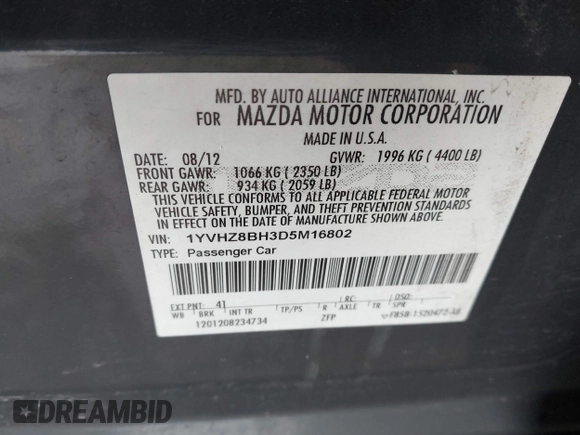 MFD. BY AUTO ALLIANCE INTERNATIONAL, INC.
FOR MAZDA MOTOR CORPORATION
MADE IN U.S.A.
DATE: 08/12 GVWR: 1996 KG ( 4400 LB)
FRONT GAWR: 1066 KG ( 2350 LB)
REAR GAWR: 934 KG ( 2059 LB)
THIS VEHICLE CONFORMS TO ALL APPLICABLE FEDERAL MOTOR
VEHICLE SAFETY, BUMPER, AND THEFT PREVENTION STANDARDS
IN EFFECT ON THE DATE OF MANUFACTURE SHOWN ABOVE.
VIN: 1YVHZ8BH3D5M16802
TYPE: Passenger Car
EXT PNT: 41 RC: DSO:
WB BRK INT TR TP/PS R AXLE TR SPR
1201208234734 ZFP
DREAMBID